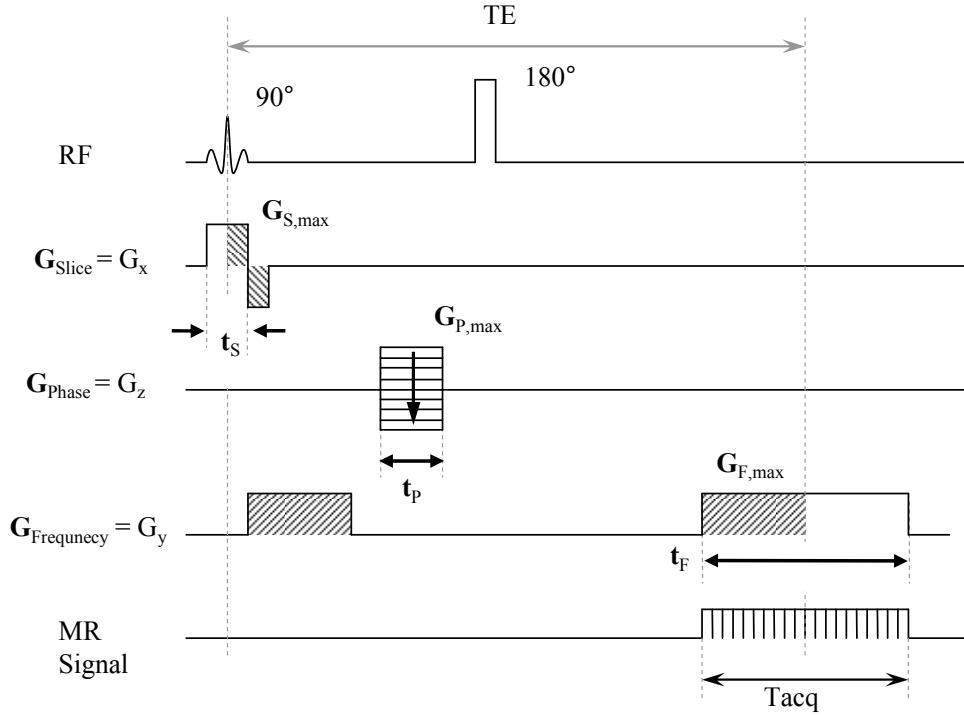 TE
90°
180°
RF
G_S,max
G_Slice = G_x
t_S
G_P,max
G_Phase = G_z
t_P
G_F,max
G_Frequnecy = G_y
t_F
MR
Signal
Tacq